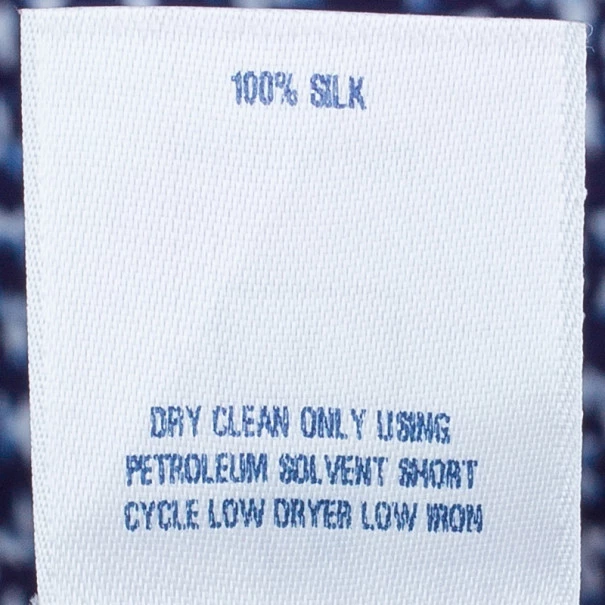 100% SILK
DRY CLEAN ONLY USING
PETROLEUM SOLVENT SHORT
CYCLE LOW DRYER LOW IRON